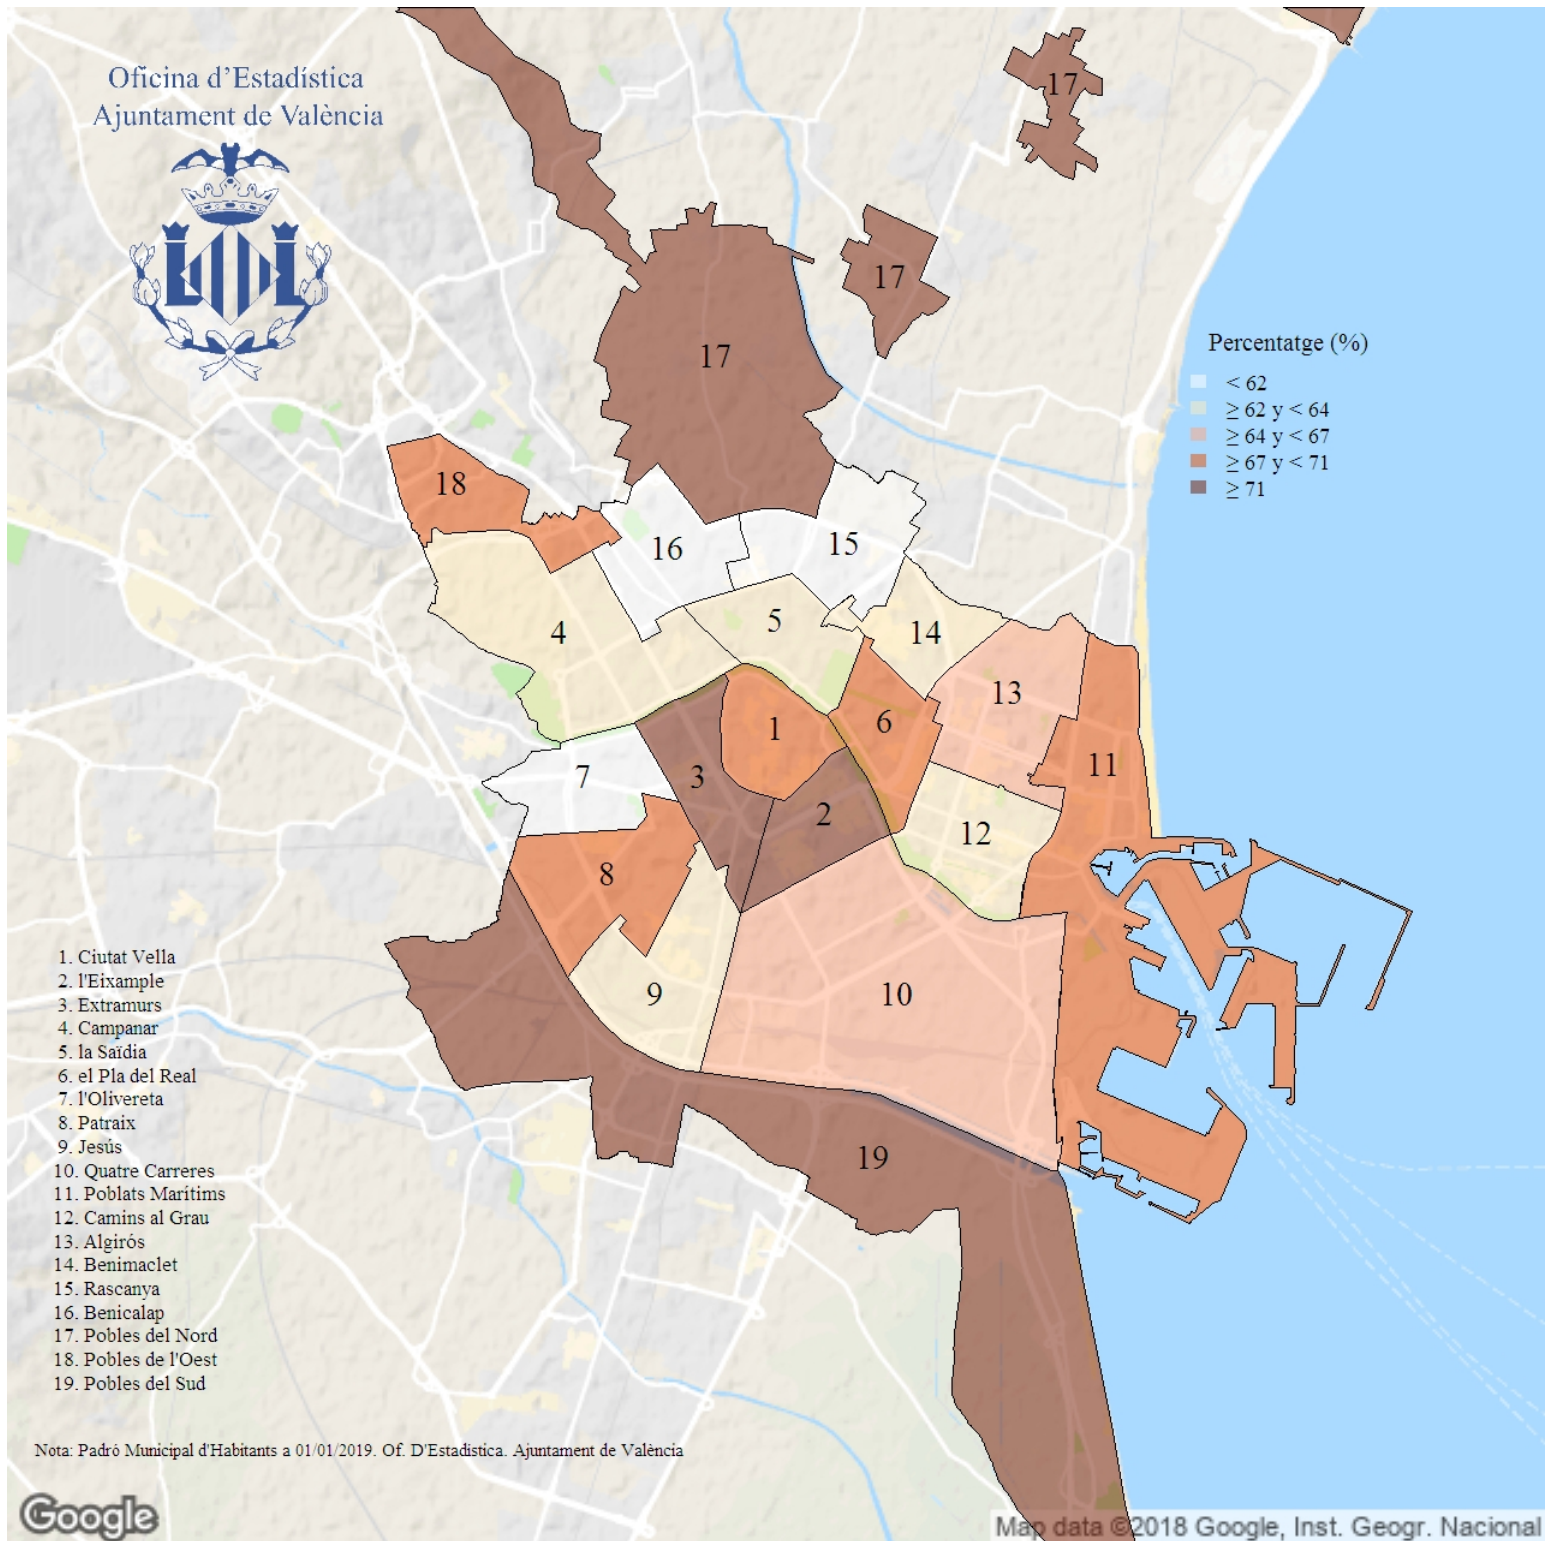 Oficina d'Estadística
Ajuntament de València
17
17
17
Percentatge (%)
< 62
≥ 62 y < 64
≥ 64 y < 67
≥ 67 y < 71
≥ 71
18
16
15
4
5
14
13
1
6
11
7
3
2
12
8
9
10
19
1. Ciutat Vella
2. l'Eixample
3. Extramurs
4. Campanar
5. la Saïdia
6. el Pla del Real
7. l'Olivereta
8. Patraix
9. Jesús
10. Quatre Carreres
11. Poblats Marítims
12. Camins al Grau
13. Algirós
14. Benimaclet
15. Rascanya
16. Benicalap
17. Pobles del Nord
18. Pobles de l'Oest
19. Pobles del Sud
Nota: Padró Municipal d'Habitants a 01/01/2019. Of. D'Estadística. Ajuntament de València
Google
Map data ©2018 Google, Inst. Geogr. Nacional